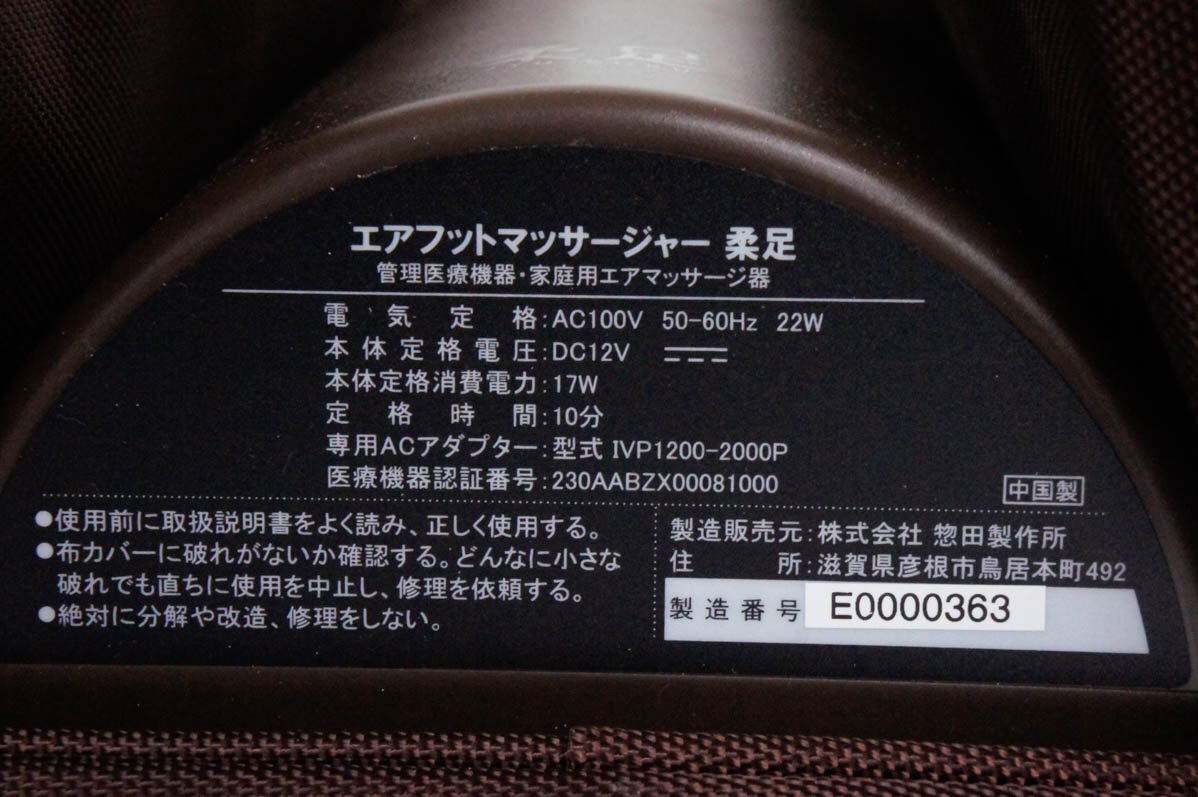 エアフットマッサージャー 柔足
管理医療機器・家庭用エアマッサージ器
電気定格:AC100V 50-60Hz 22W
本体定格電圧:DC12V
本体定格消費電力:17W
定格時間:10分
専用ACアダプター:型式 IVP1200-2000P
医療機器認証番号:230AABZX00081000
中国製
●使用前に取扱説明書をよく読み、正しく使用する。
●布カバーに破れがないか確認する。どんなに小さな
破れでも直ちに使用を中止し、修理を依頼する。
●絶対に分解や改造、修理をしない。
製造販売元:株式会社 惣田製作所
住所:滋賀県彦根市鳥居本町492
製造番号 E0000363